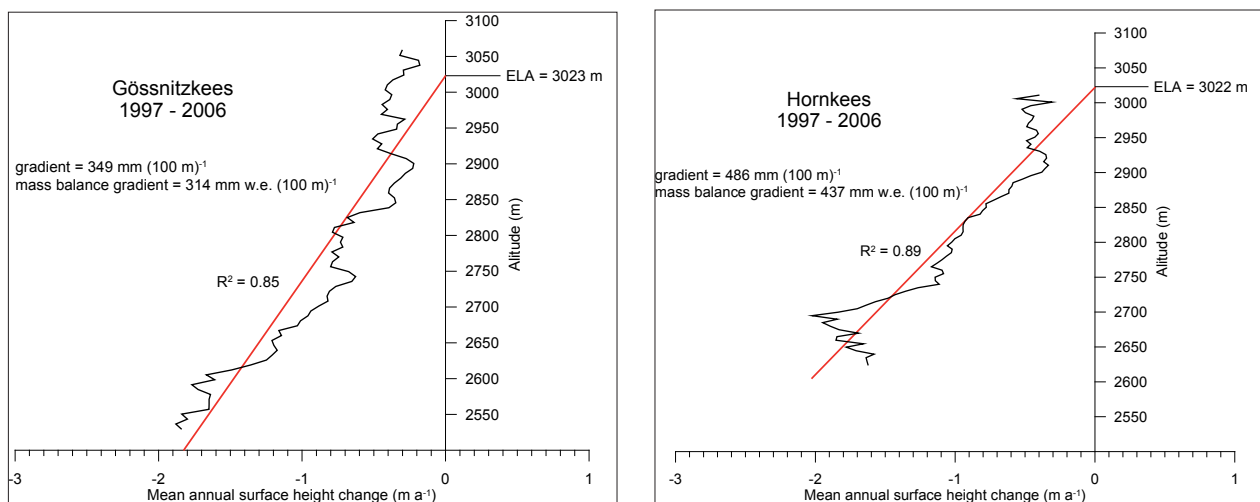 Gössnitzkees
1997 - 2006
gradient = 349 mm (100 m)-1
mass balance gradient = 314 mm w.e. (100 m)-1
R² = 0.85
ELA = 3023 m
3100
3050
3000
2950
2900
2850
2800
2750
2700
2650
2600
2550
Alitude (m)
-3
-2
-1
0
1
Mean annual surface height change (m a-1)
Hornkees
1997 - 2006
gradient = 486 mm (100 m)-1
mass balance gradient = 437 mm w.e. (100 m)-1
R² = 0.89
ELA = 3022 m
3100
3050
3000
2950
2900
2850
2800
2750
2700
2650
2600
2550
Alitude (m)
-3
-2
-1
0
1
Mean annual surface height change (m a-1)